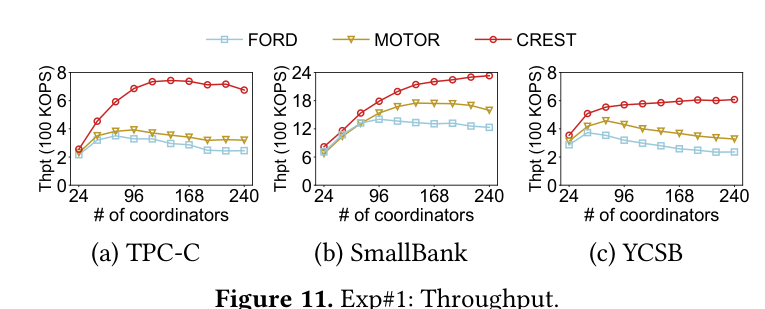 FORD MOTOR CREST
Thpt (100 KOPS)
8
6
4
2
0
24 96 168 240
# of coordinators
(a) TPC-C
Thpt (100 KOPS)
24
18
12
6
0
24 96 168 240
# of coordinators
(b) SmallBank
Thpt (100 KOPS)
8
6
4
2
0
24 96 168 240
# of coordinators
(c) YCSB
Figure 11. Exp#1: Throughput.